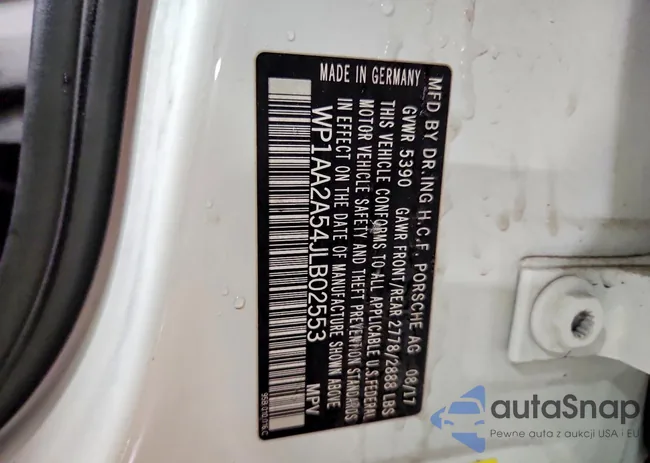 MFD BY DR.ING H.C.F. PORSCHE AG 08/17
GVWR 5390 GAWR FRONT/REAR 2778/2888 LBS
THIS VEHICLE CONFORMS TO ALL APPLICABLE U.S.FEDERAL
MOTOR VEHICLE SAFETY AND THEFT PREVENTION STANDARDS
IN EFFECT ON THE DATE OF MANUFACTURE SHOWN ABOVE
WP1AA2A54JLB02553 MPV
MADE IN GERMANY
autoSnap
Pewne auta z aukcji USA i EU